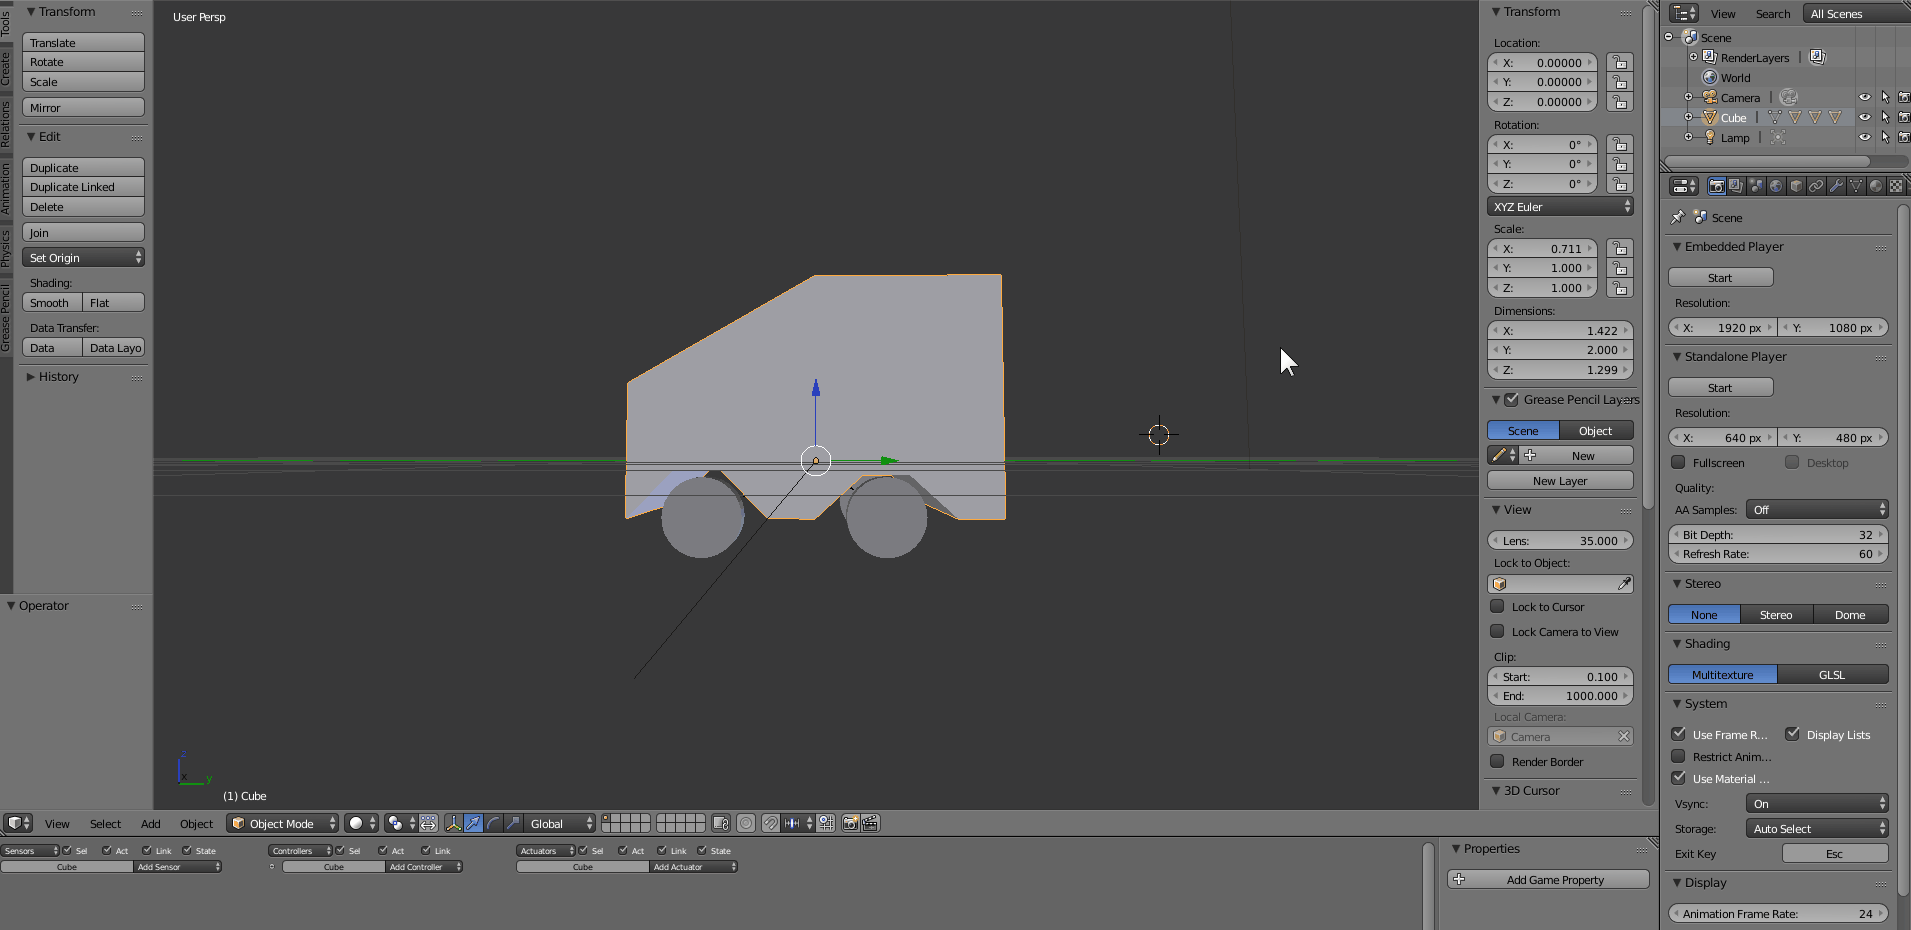 Tools
Create
Relations
Animation
Physics
Grease Pencil
Transform
Translate
Rotate
Scale
Mirror
Edit
Duplicate
Duplicate Linked
Delete
Join
Set Origin
Shading:
Smooth Flat
Data Transfer:
Data Data Layo
History
Operator
User Persp
z
x y
(1) Cube
View Select Add Object Object Mode Global
Transform
Location:
X: 0.00000
Y: 0.00000
Z: 0.00000
Rotation:
X: 0°
Y: 0°
Z: 0°
XYZ Euler
Scale:
X: 0.711
Y: 1.000
Z: 1.000
Dimensions:
X: 1.422
Y: 2.000
Z: 1.299
Grease Pencil Layers
Scene Object
New
New Layer
View
Lens: 35.000
Lock to Object:
Lock to Cursor
Lock Camera to View
Clip:
Start: 0.100
End: 1000.000
Local Camera:
Camera
Render Border
3D Cursor
View Search All Scenes
Scene
RenderLayers
World
Camera
Cube
Lamp
Scene
Embedded Player
Start
Resolution:
X: 1920 px Y: 1080 px
Standalone Player
Start
Resolution:
X: 640 px Y: 480 px
Fullscreen Desktop
Quality:
AA Samples: Off
Bit Depth: 32
Refresh Rate: 60
Stereo
None Stereo Dome
Shading
Multitexture GLSL
System
Use Frame R... Display Lists
Restrict Anim...
Use Material ...
Vsync: On
Storage: Auto Select
Exit Key Esc
Display
Animation Frame Rate: 24
Sensors Sel Act Link State
Cube Add Sensor
Controllers Sel Act Link
Cube Add Controller
Actuators Sel Act Link State
Cube Add Actuator
Properties
Add Game Property